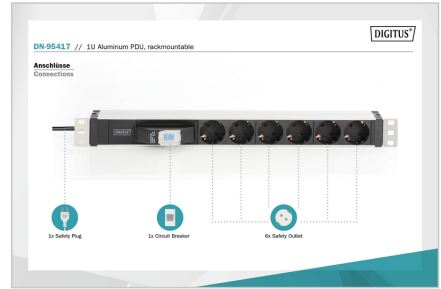 DIGITUS®
DN-95417 // 1U Aluminum PDU, rackmountable
Anschlüsse
Connections
DIGITUS
1x Safety Plug
1x Circuit Breaker
6x Safety Outlet